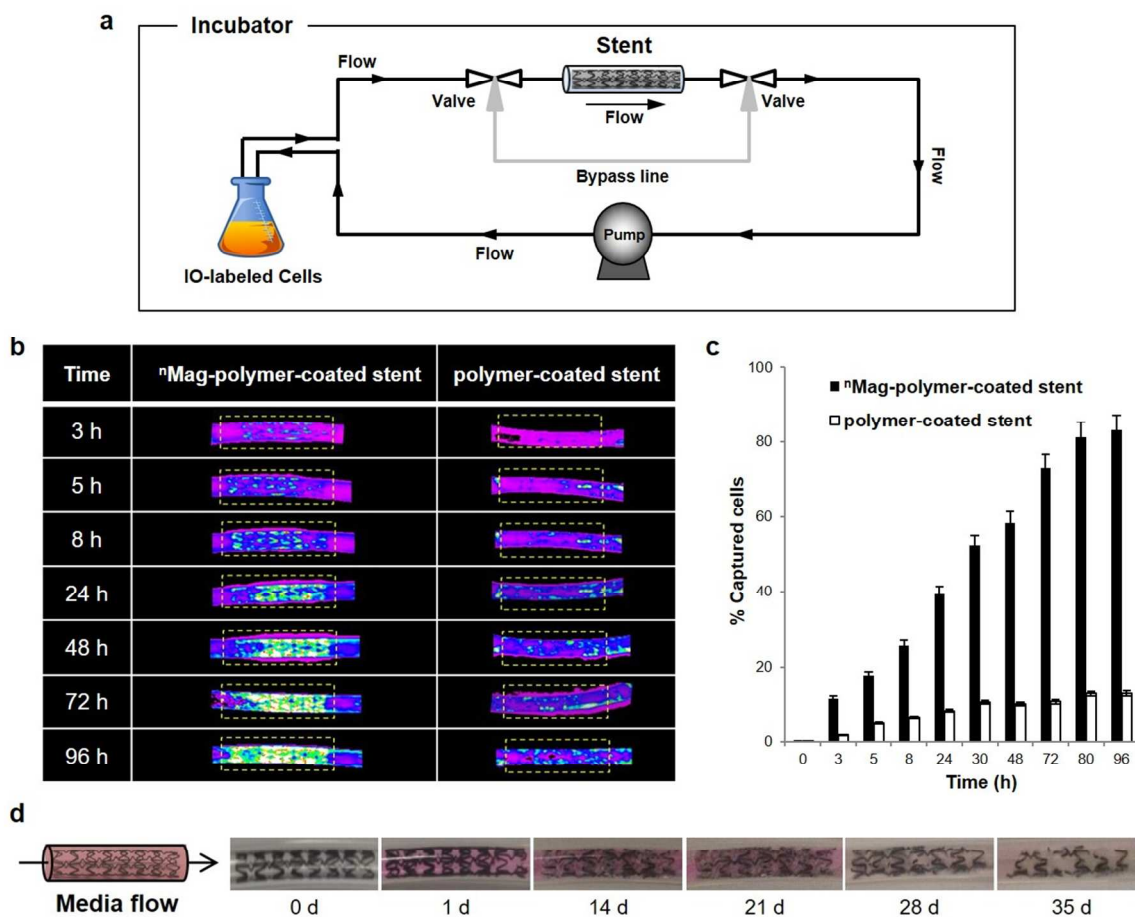 a
Incubator
Stent
Flow
Valve
Flow
Valve
Flow
Bypass line
Pump
Flow
IO-labeled Cells
b
Time
ⁿMag-polymer-coated stent
polymer-coated stent
3 h
5 h
8 h
24 h
48 h
72 h
96 h
c
100
80
60
40
20
0
% Captured cells
ⁿMag-polymer-coated stent
polymer-coated stent
0 3 5 8 24 30 48 72 80 96
Time (h)
d
Media flow
0 d
1 d
14 d
21 d
28 d
35 d